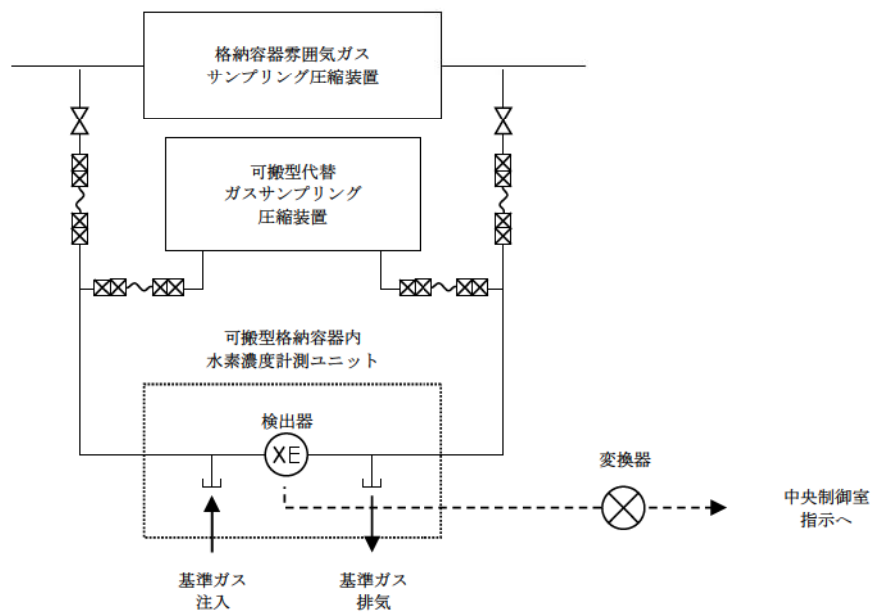 格納容器雰囲気ガス
サンプリング圧縮装置
可搬型代替
ガスサンプリング
圧縮装置
可搬型格納容器内
水素濃度計測ユニット
検出器
XE
変換器
中央制御室
指示へ
基準ガス
注入
基準ガス
排気